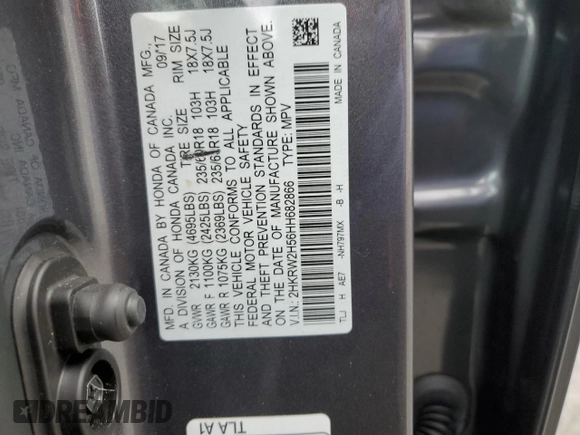 MFD. IN CANADA BY HONDA OF CANADA MFG.,
A DIVISION OF HONDA CANADA INC. 09/17
TIRE SIZE RIM SIZE
GVWR 2130KG (4695LBS)
GAWR F 1100KG (2425LBS) 235/60R18 103H 18X7.5J
GAWR R 1075KG (2369LBS) 235/60R18 103H 18X7.5J
THIS VEHICLE CONFORMS TO ALL APPLICABLE
FEDERAL MOTOR VEHICLE SAFETY
AND THEFT PREVENTION STANDARDS IN EFFECT
ON THE DATE OF MANUFACTURE SHOWN ABOVE.
V.I.N.: 2HKRW2H56HH682866 TYPE: MPV
TLJ H AE7 -NH797MX -B -H MADE IN CANADA
TLA A1
IDREAMBID